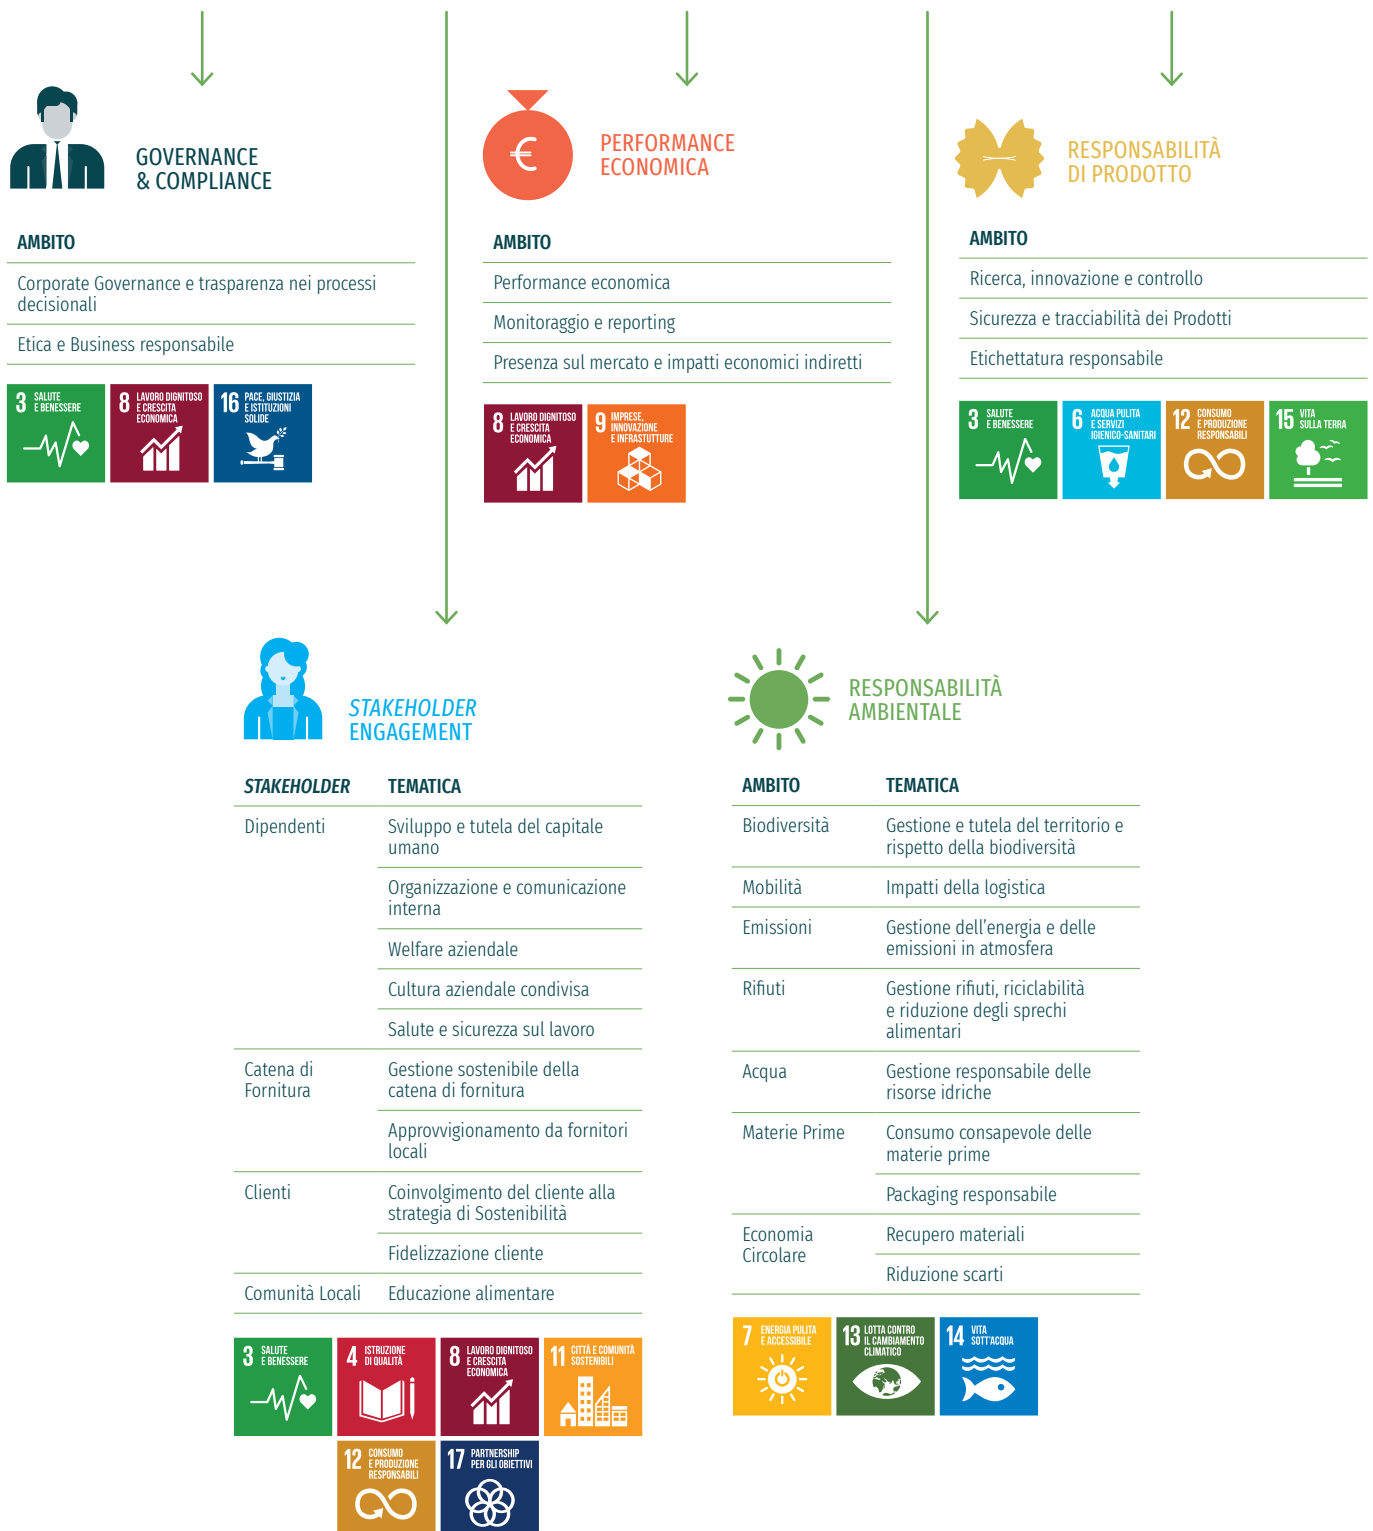 GOVERNANCE
& COMPLIANCE
AMBITO
Corporate Governance e trasparenza nei processi
decisionali
Etica e Business responsabile
3 SALUTE
E BENESSERE
8 LAVORO DIGNITOSO
E CRESCITA
ECONOMICA
16 PACE, GIUSTIZIA
E ISTITUZIONI
SOLIDE
€
PERFORMANCE
ECONOMICA
AMBITO
Performance economica
Monitoraggio e reporting
Presenza sul mercato e impatti economici indiretti
8 LAVORO DIGNITOSO
E CRESCITA
ECONOMICA
9 IMPRESE,
INNOVAZIONE
E INFRASTUTTURE
RESPONSABILITÀ
DI PRODOTTO
AMBITO
Ricerca, innovazione e controllo
Sicurezza e tracciabilità dei Prodotti
Etichettatura responsabile
3 SALUTE
E BENESSERE
6 ACQUA PULITA
E SERVIZI
IGIENICO-SANITARI
12 CONSUMO
E PRODUZIONE
RESPONSABILI
15 VITA
SULLA TERRA
STAKEHOLDER
ENGAGEMENT
STAKEHOLDER TEMATICA
Dipendenti Sviluppo e tutela del capitale
umano
Organizzazione e comunicazione
interna
Welfare aziendale
Cultura aziendale condivisa
Salute e sicurezza sul lavoro
Catena di Gestione sostenibile della
Fornitura catena di fornitura
Approvvigionamento da fornitori
locali
Clienti Coinvolgimento del cliente alla
strategia di Sostenibilità
Fidelizzazione cliente
Comunità Locali Educazione alimentare
3 SALUTE
E BENESSERE
4 ISTRUZIONE
DI QUALITÀ
8 LAVORO DIGNITOSO
E CRESCITA
ECONOMICA
11 CITTÀ E COMUNITÀ
SOSTENIBILI
12 CONSUMO
E PRODUZIONE
RESPONSABILI
17 PARTNERSHIP
PER GLI OBIETTIVI
RESPONSABILITÀ
AMBIENTALE
AMBITO TEMATICA
Biodiversità Gestione e tutela del territorio e
rispetto della biodiversità
Mobilità Impatti della logistica
Emissioni Gestione dell’energia e delle
emissioni in atmosfera
Rifiuti Gestione rifiuti, riciclabilità
e riduzione degli sprechi
alimentari
Acqua Gestione responsabile delle
risorse idriche
Materie Prime Consumo consapevole delle
materie prime
Packaging responsabile
Economia Recupero materiali
Circolare
Riduzione scarti
7 ENERGIA PULITA
E ACCESSIBILE
13 LOTTA CONTRO
IL CAMBIAMENTO
CLIMATICO
14 VITA
SOTT'ACQUA